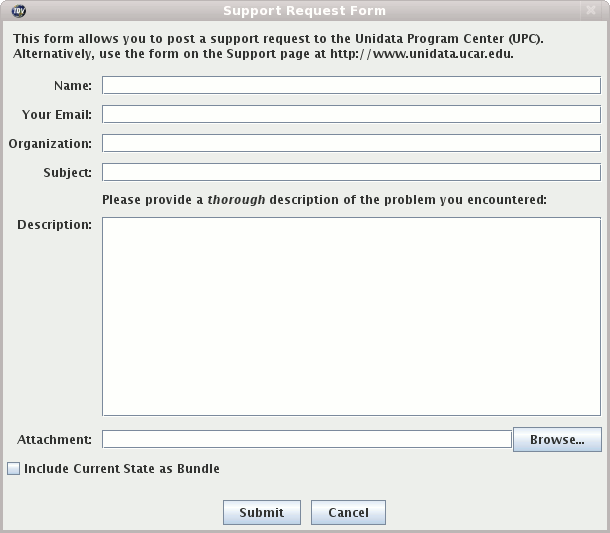 IDV
Support Request Form
This form allows you to post a support request to the Unidata Program Center (UPC).
Alternatively, use the form on the Support page at http://www.unidata.ucar.edu.
Name:
Your Email:
Organization:
Subject:
Please provide a thorough description of the problem you encountered:
Description:
Attachment:
Browse...
Include Current State as Bundle
Submit
Cancel